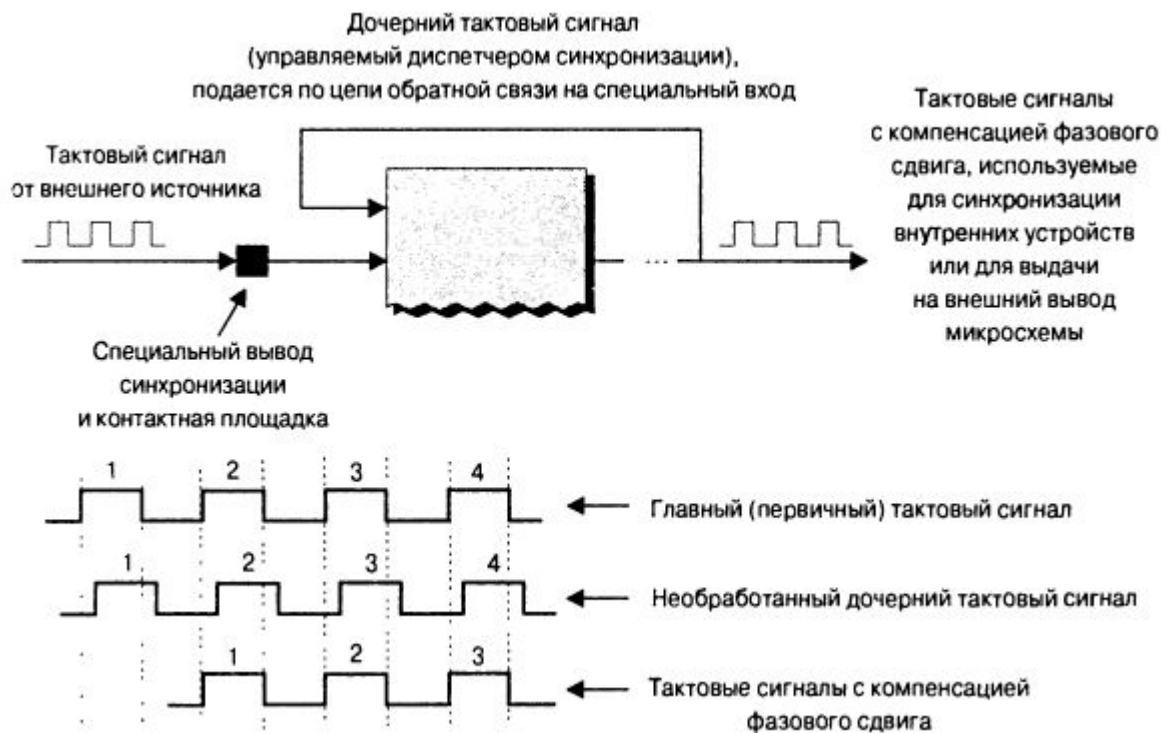 Дочерний тактовый сигнал
(управляемый диспетчером синхронизации),
подается по цепи обратной связи на специальный вход
Тактовый сигнал
от внешнего источника
Тактовые сигналы
с компенсацией фазового
сдвига, используемые
для синхронизации
внутренних устройств
или для выдачи
на внешний вывод
микросхемы
...
Специальный вывод
синхронизации
и контактная площадка
1 2 3 4
Главный (первичный) тактовый сигнал
1 2 3 4
Необработанный дочерний тактовый сигнал
1 2 3
Тактовые сигналы с компенсацией
фазового сдвига